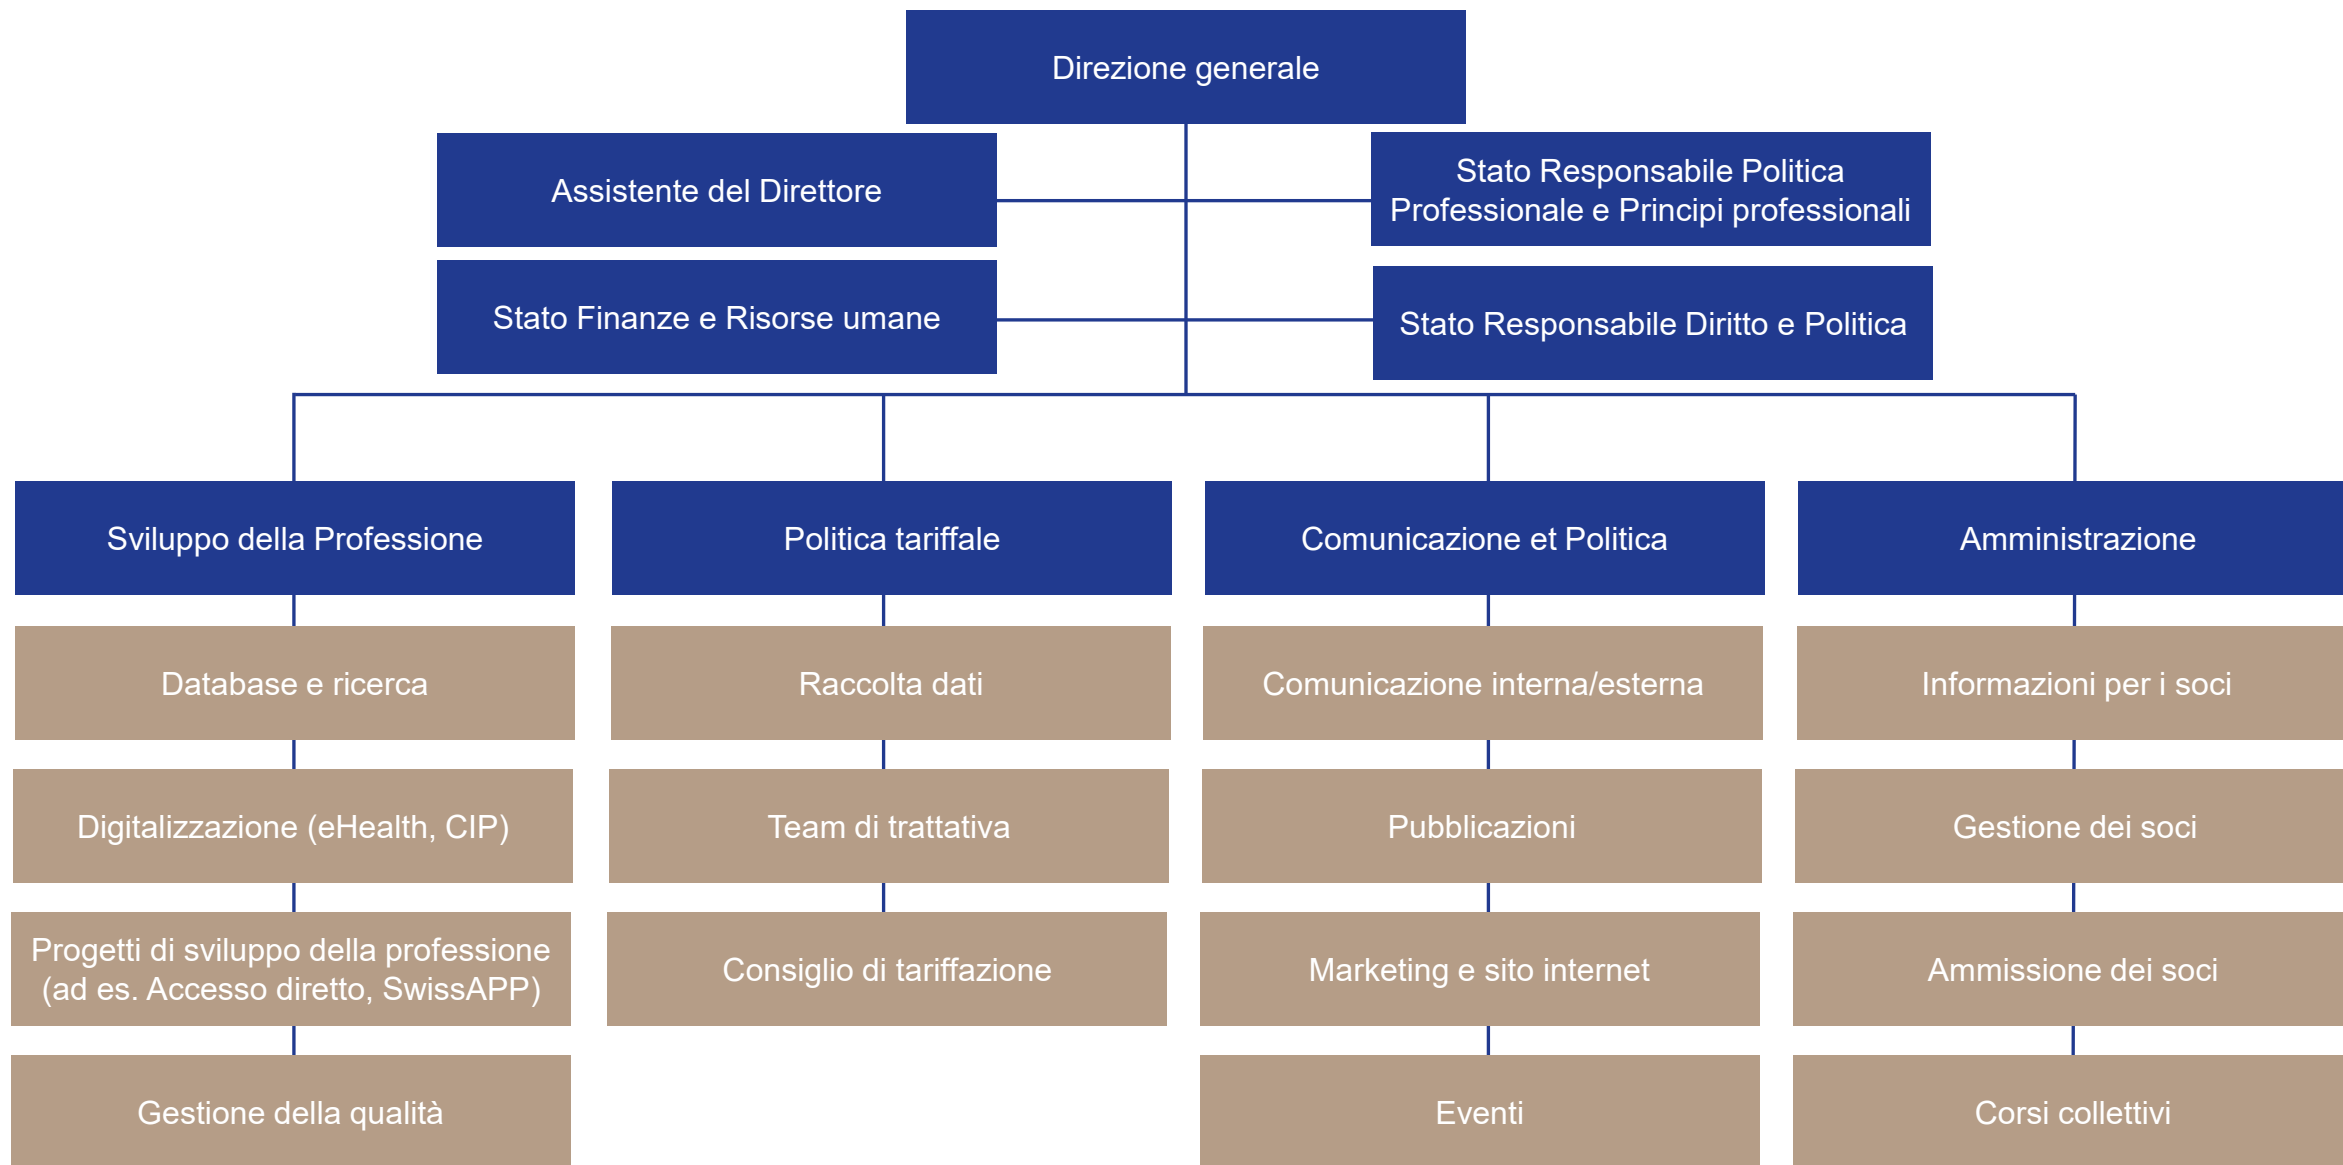 Direzione generale
Assistente del Direttore
Stato Responsabile Politica
Professionale e Principi professionali
Stato Finanze e Risorse umane
Stato Responsabile Diritto e Politica
Sviluppo della Professione
Politica tariffale
Comunicazione et Politica
Amministrazione
Database e ricerca
Raccolta dati
Comunicazione interna/esterna
Informazioni per i soci
Digitalizzazione (eHealth, CIP)
Team di trattativa
Pubblicazioni
Gestione dei soci
Progetti di sviluppo della professione
(ad es. Accesso diretto, SwissAPP)
Consiglio di tariffazione
Marketing e sito internet
Ammissione dei soci
Gestione della qualità
Eventi
Corsi collettivi